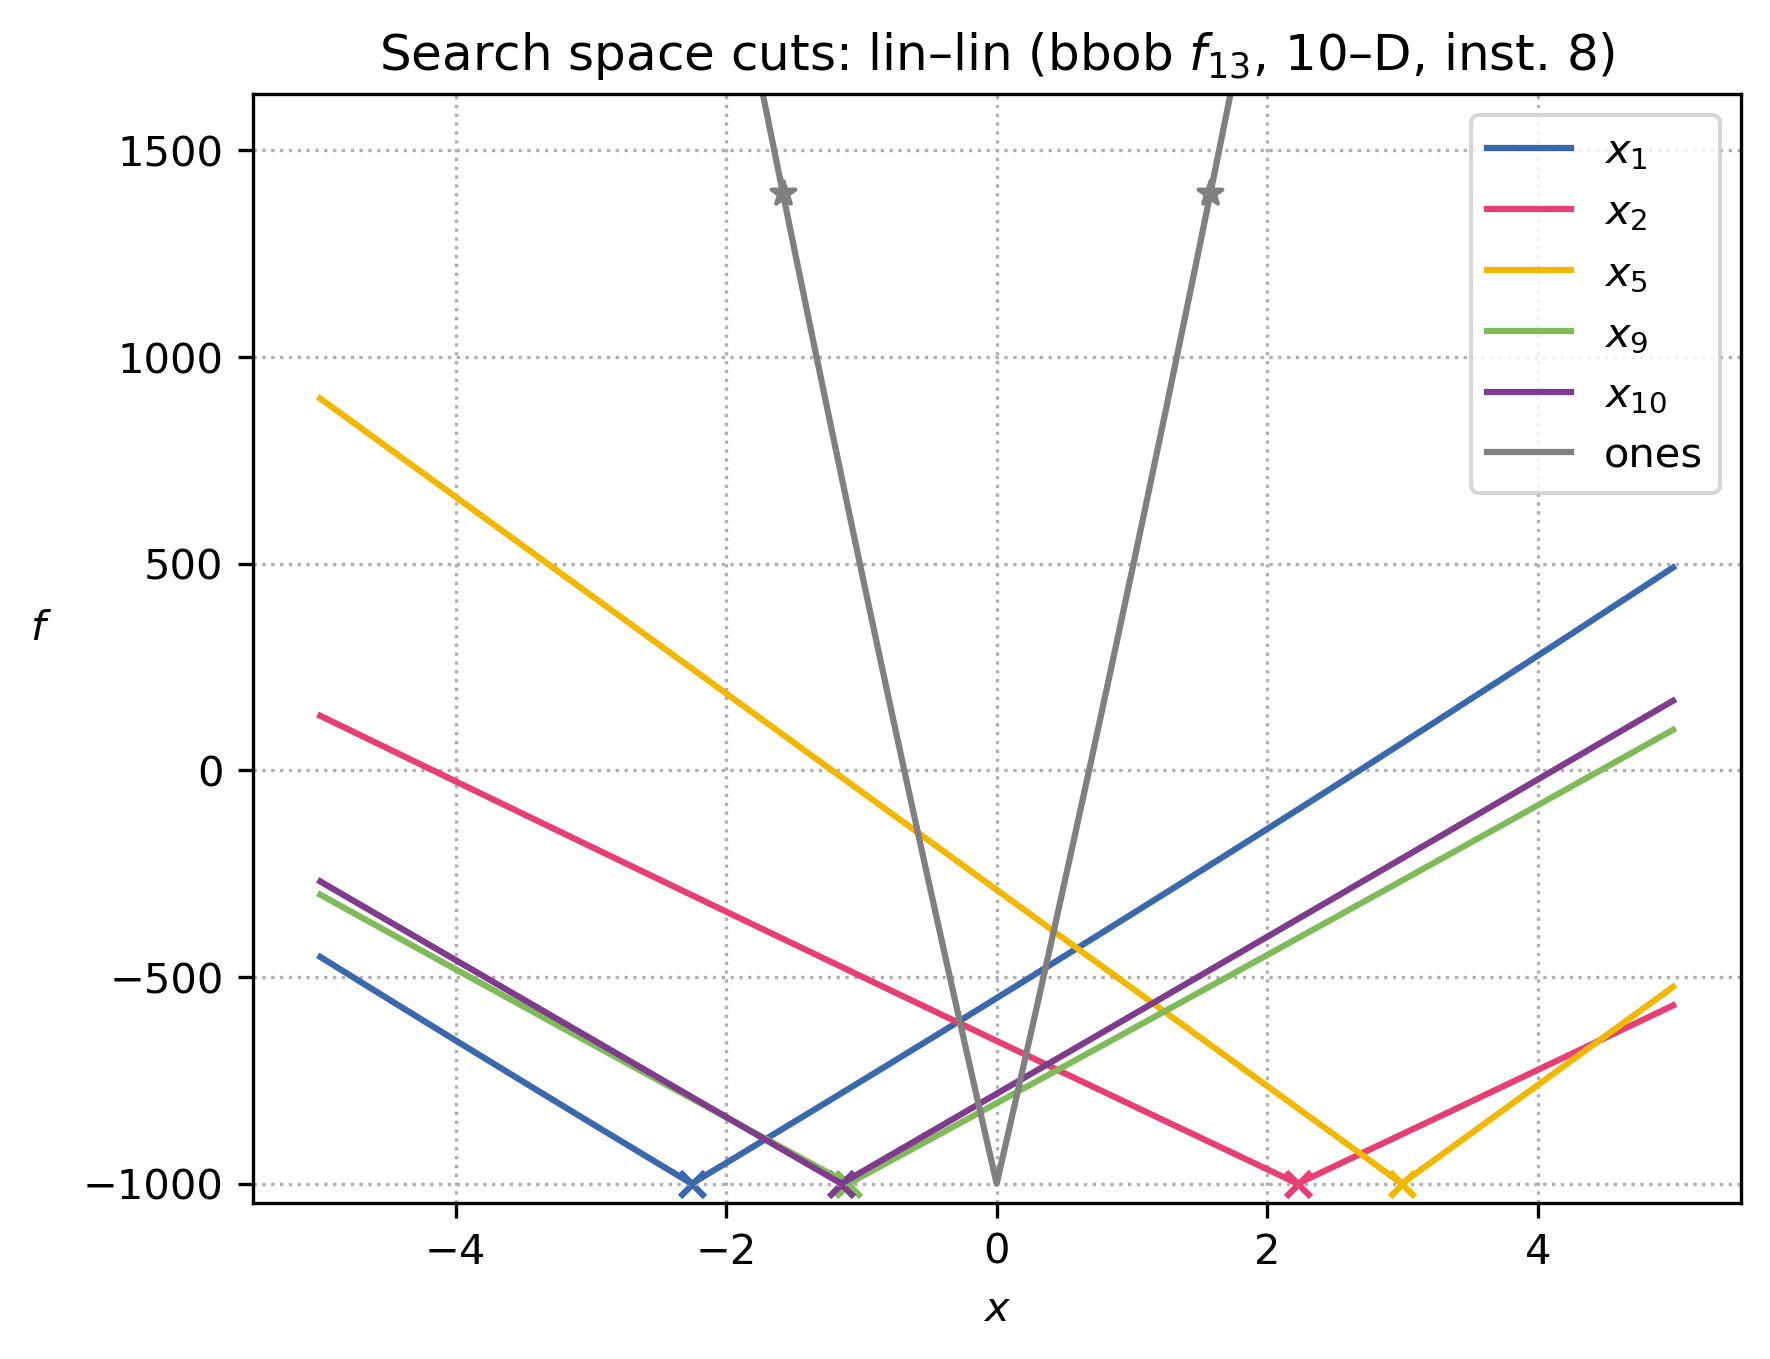 Search space cuts: lin–lin (bbob f13, 10–D, inst. 8)
1500
1000
500
0
−500
−1000
f
x1
x2
x5
x9
x10
ones
−4
−2
0
2
4
x